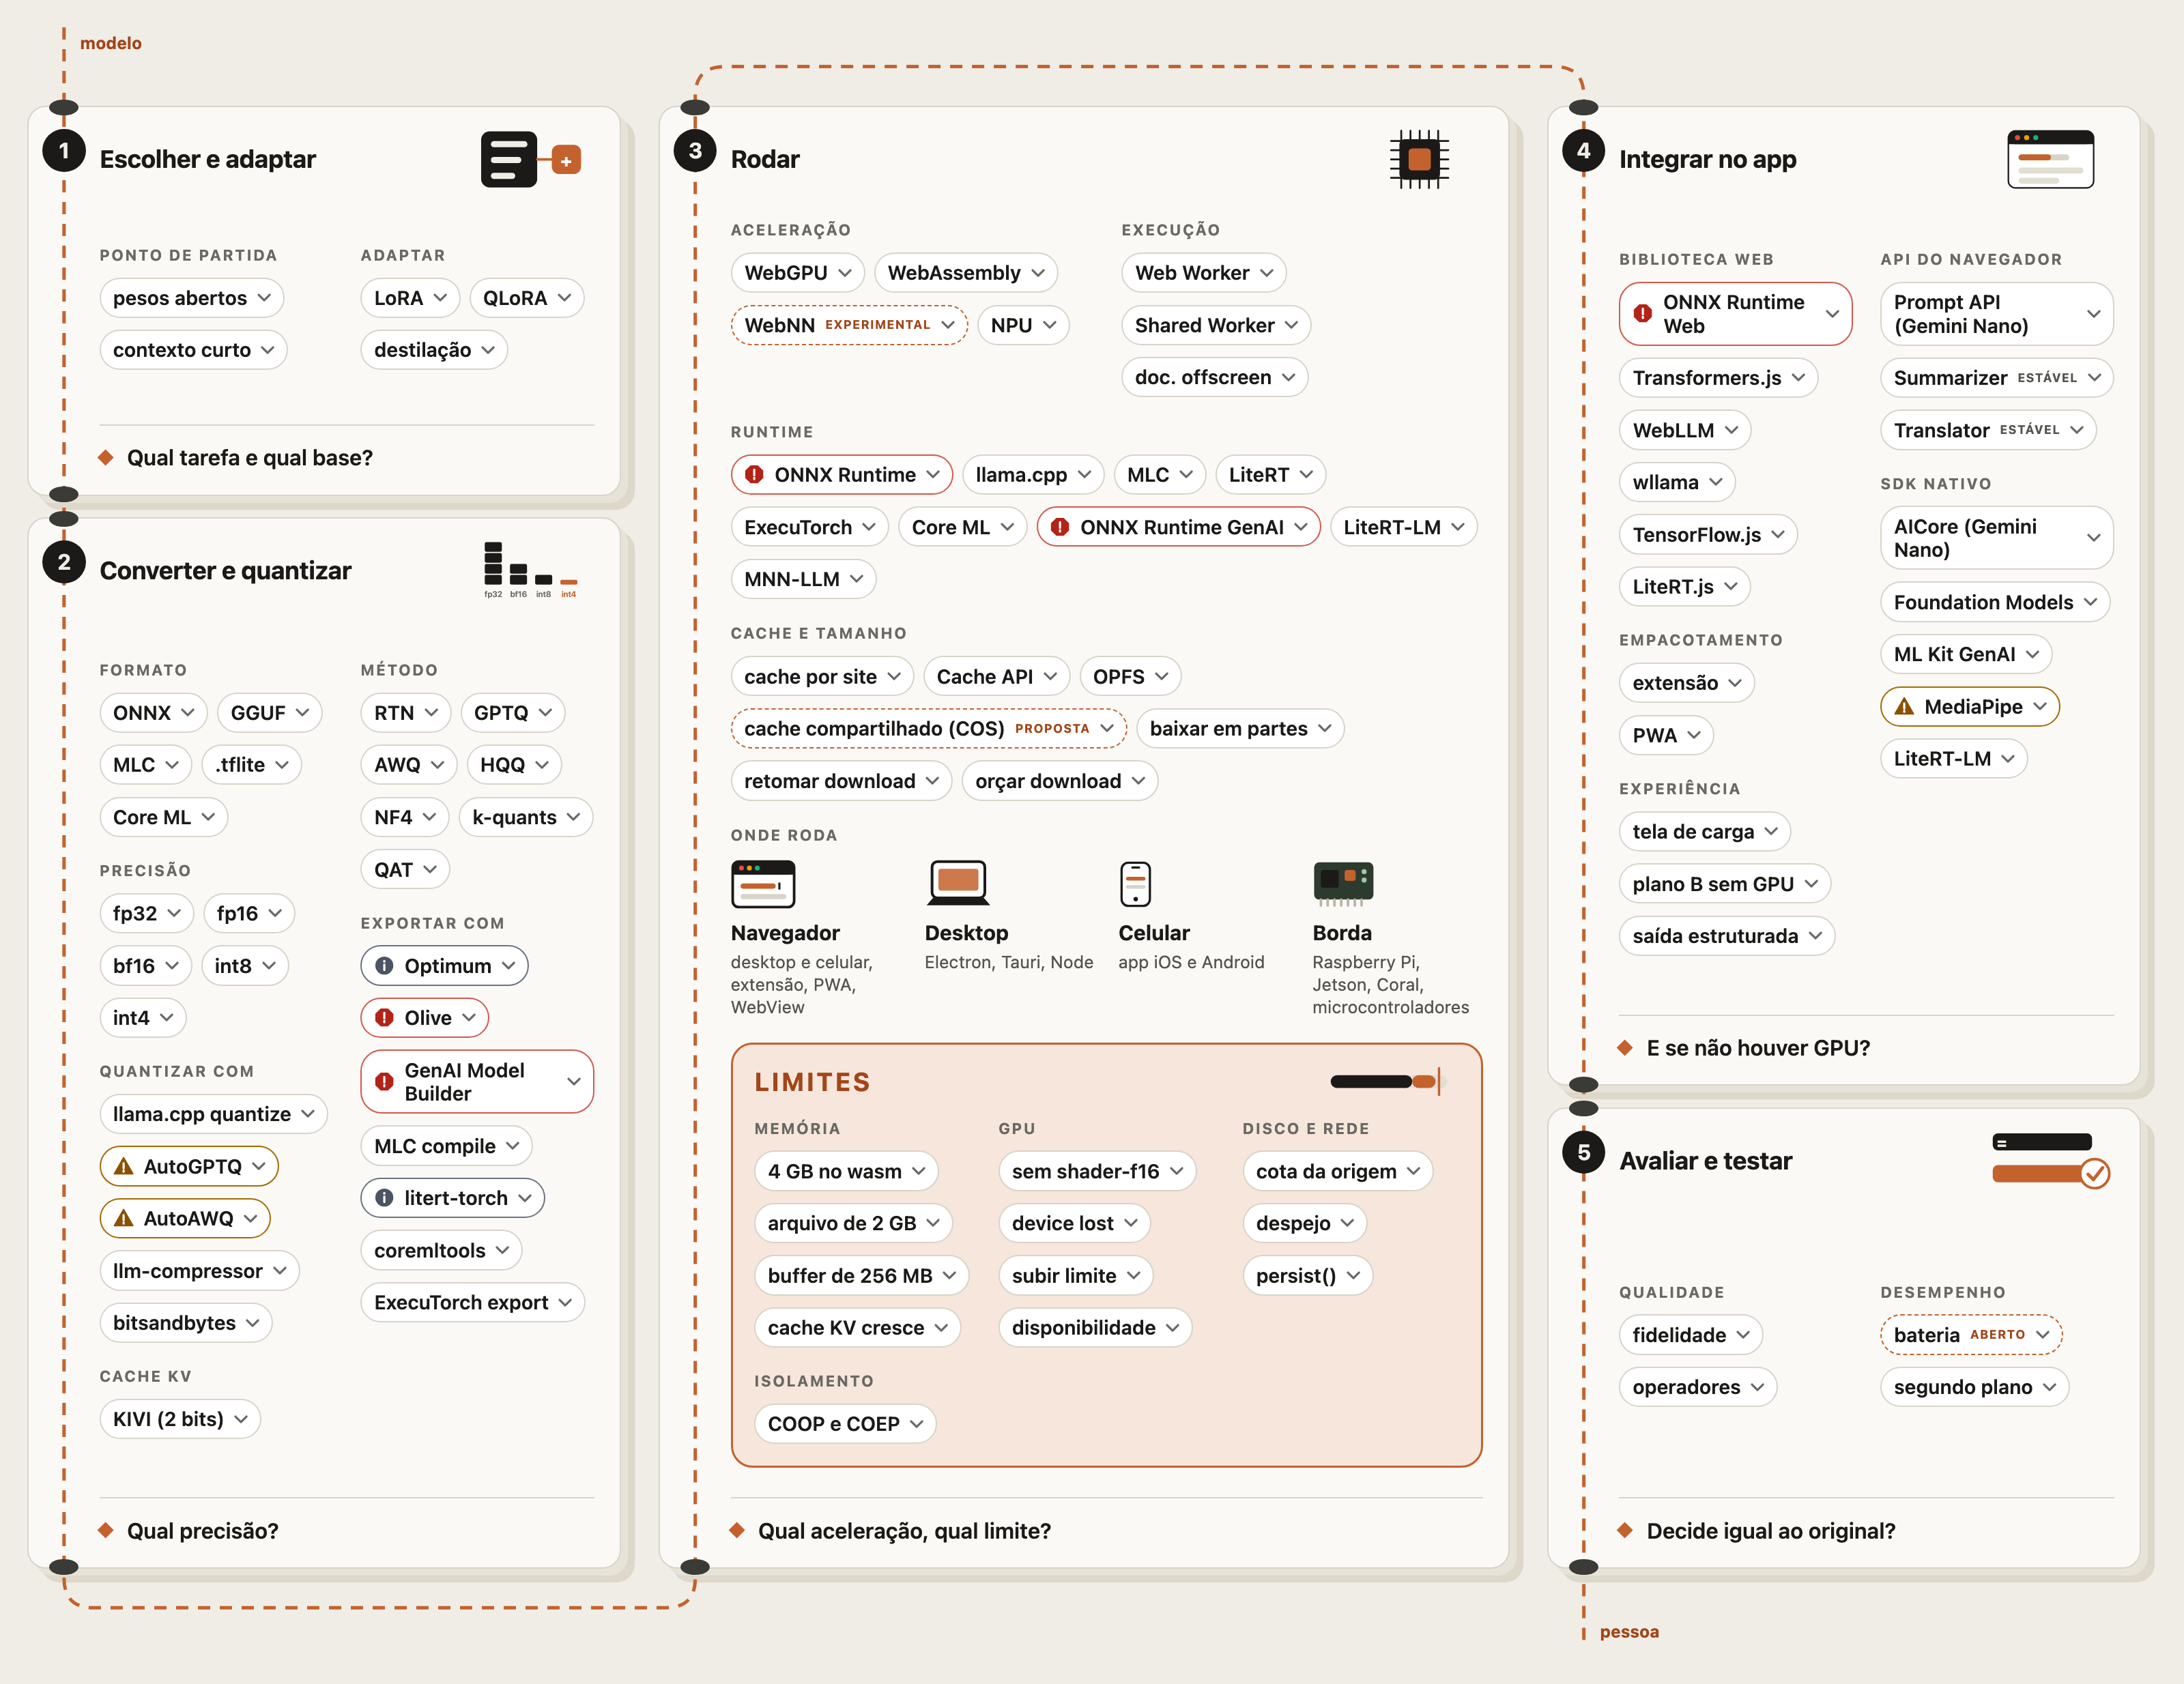 modelo
1
Escolher e adaptar
+
PONTO DE PARTIDA
pesos abertos
contexto curto
ADAPTAR
LoRA
QLoRA
destilação
Qual tarefa e qual base?
2
Converter e quantizar
fp32 bf16 int8 int4
FORMATO
ONNX
GGUF
MLC
.tflite
Core ML
PRECISÃO
fp32
fp16
bf16
int8
int4
QUANTIZAR COM
llama.cpp quantize
AutoGPTQ
AutoAWQ
llm-compressor
bitsandbytes
CACHE KV
KIVI (2 bits)
MÉTODO
RTN
GPTQ
AWQ
HQQ
NF4
k-quants
QAT
EXPORTAR COM
Optimum
Olive
GenAI Model
Builder
MLC compile
litert-torch
coremltools
ExecuTorch export
Qual precisão?
3
Rodar
ACELERAÇÃO
WebGPU
WebAssembly
WebNN EXPERIMENTAL
NPU
EXECUÇÃO
Web Worker
Shared Worker
doc. offscreen
RUNTIME
ONNX Runtime
llama.cpp
MLC
LiteRT
ExecuTorch
Core ML
ONNX Runtime GenAI
LiteRT-LM
MNN-LLM
CACHE E TAMANHO
cache por site
Cache API
OPFS
cache compartilhado (COS) PROPOSTA
baixar em partes
retomar download
orçar download
ONDE RODA
Navegador
desktop e celular,
extensão, PWA,
WebView
Desktop
Electron, Tauri, Node
Celular
app iOS e Android
Borda
Raspberry Pi,
Jetson, Coral,
microcontroladores
LIMITES
MEMÓRIA
4 GB no wasm
arquivo de 2 GB
buffer de 256 MB
cache KV cresce
GPU
sem shader-f16
device lost
subir limite
disponibilidade
DISCO E REDE
cota da origem
despejo
persist()
ISOLAMENTO
COOP e COEP
Qual aceleração, qual limite?
4
Integrar no app
BIBLIOTECA WEB
ONNX Runtime
Web
Transformers.js
WebLLM
wllama
TensorFlow.js
LiteRT.js
EMPACOTAMENTO
extensão
PWA
EXPERIÊNCIA
tela de carga
plano B sem GPU
saída estruturada
API DO NAVEGADOR
Prompt API
(Gemini Nano)
Summarizer ESTÁVEL
Translator ESTÁVEL
SDK NATIVO
AICore (Gemini
Nano)
Foundation Models
ML Kit GenAI
MediaPipe
LiteRT-LM
E se não houver GPU?
5
Avaliar e testar
=
QUALIDADE
fidelidade
operadores
DESEMPENHO
bateria ABERTO
segundo plano
Decide igual ao original?
pessoa